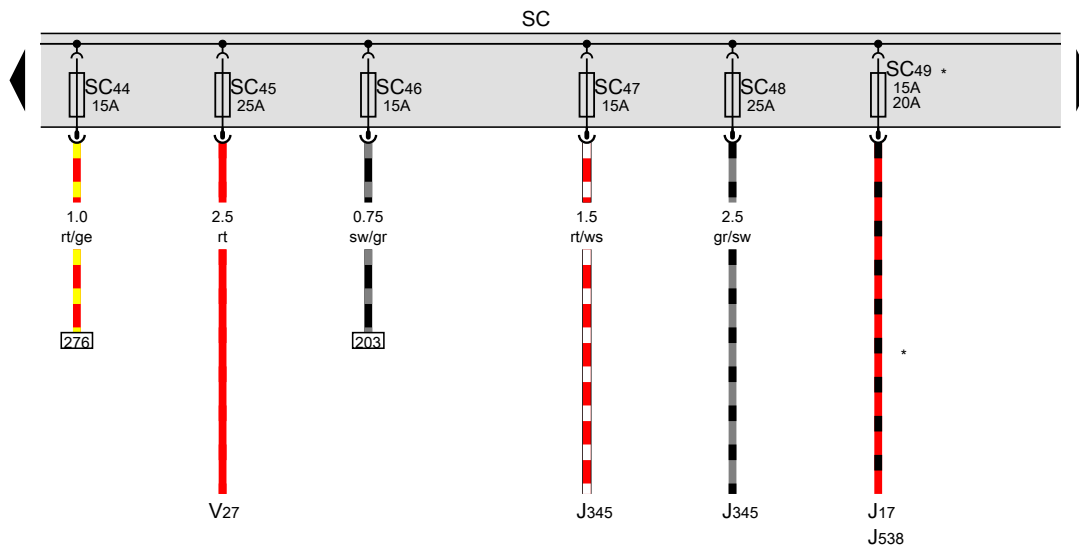 SC
SC44
15A
SC45
25A
SC46
15A
SC47
15A
SC48
25A
SC49 *
15A
20A
1.0
rt/ge
2.5
rt
0.75
sw/gr
1.5
rt/ws
2.5
gr/sw
276
203
*
V27
J345
J345
J17
J538